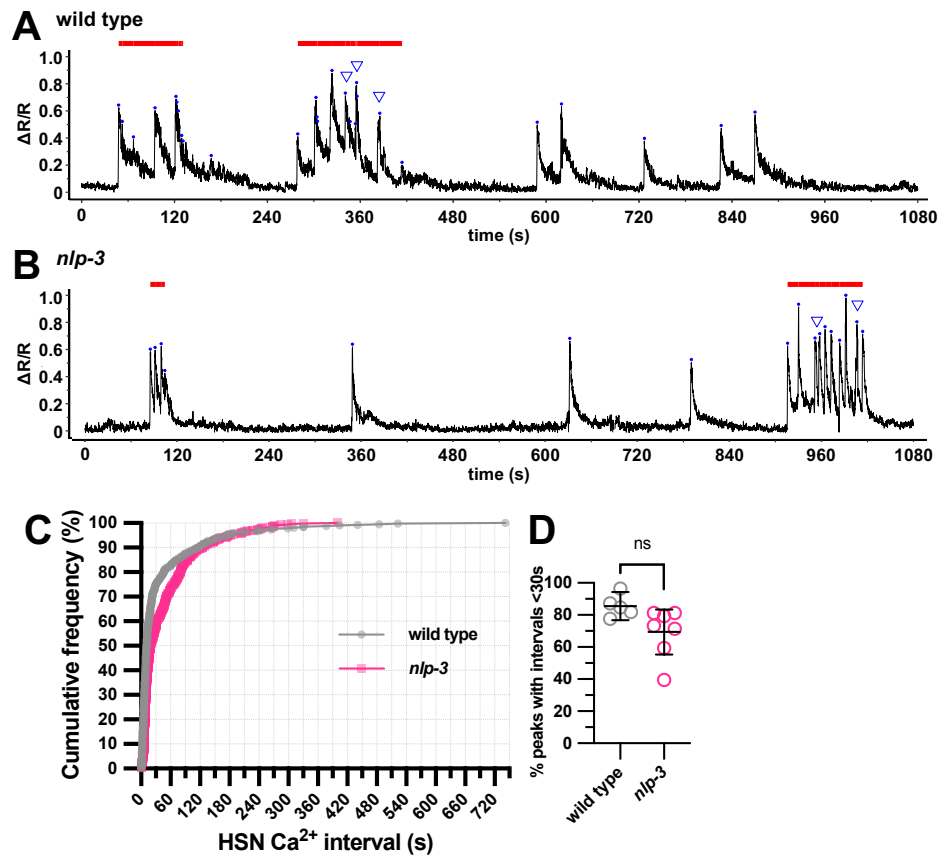 A wild type
ΔR/R
1.0
0.8
0.6
0.4
0.2
0
0 120 240 360 480 600 720 840 960 1080
time (s)
B nlp-3
ΔR/R
1.0
0.8
0.6
0.4
0.2
0
0 120 240 360 480 600 720 840 960 1080
time (s)
C
Cumulative frequency (%)
100
90
80
70
60
50
40
30
20
10
0
wild type
nlp-3
0 60 120 180 240 300 360 420 480 540 600 660 720
HSN Ca²⁺ interval (s)
D
ns
% peaks with intervals <30s
100
80
60
40
20
0
wild type
nlp-3